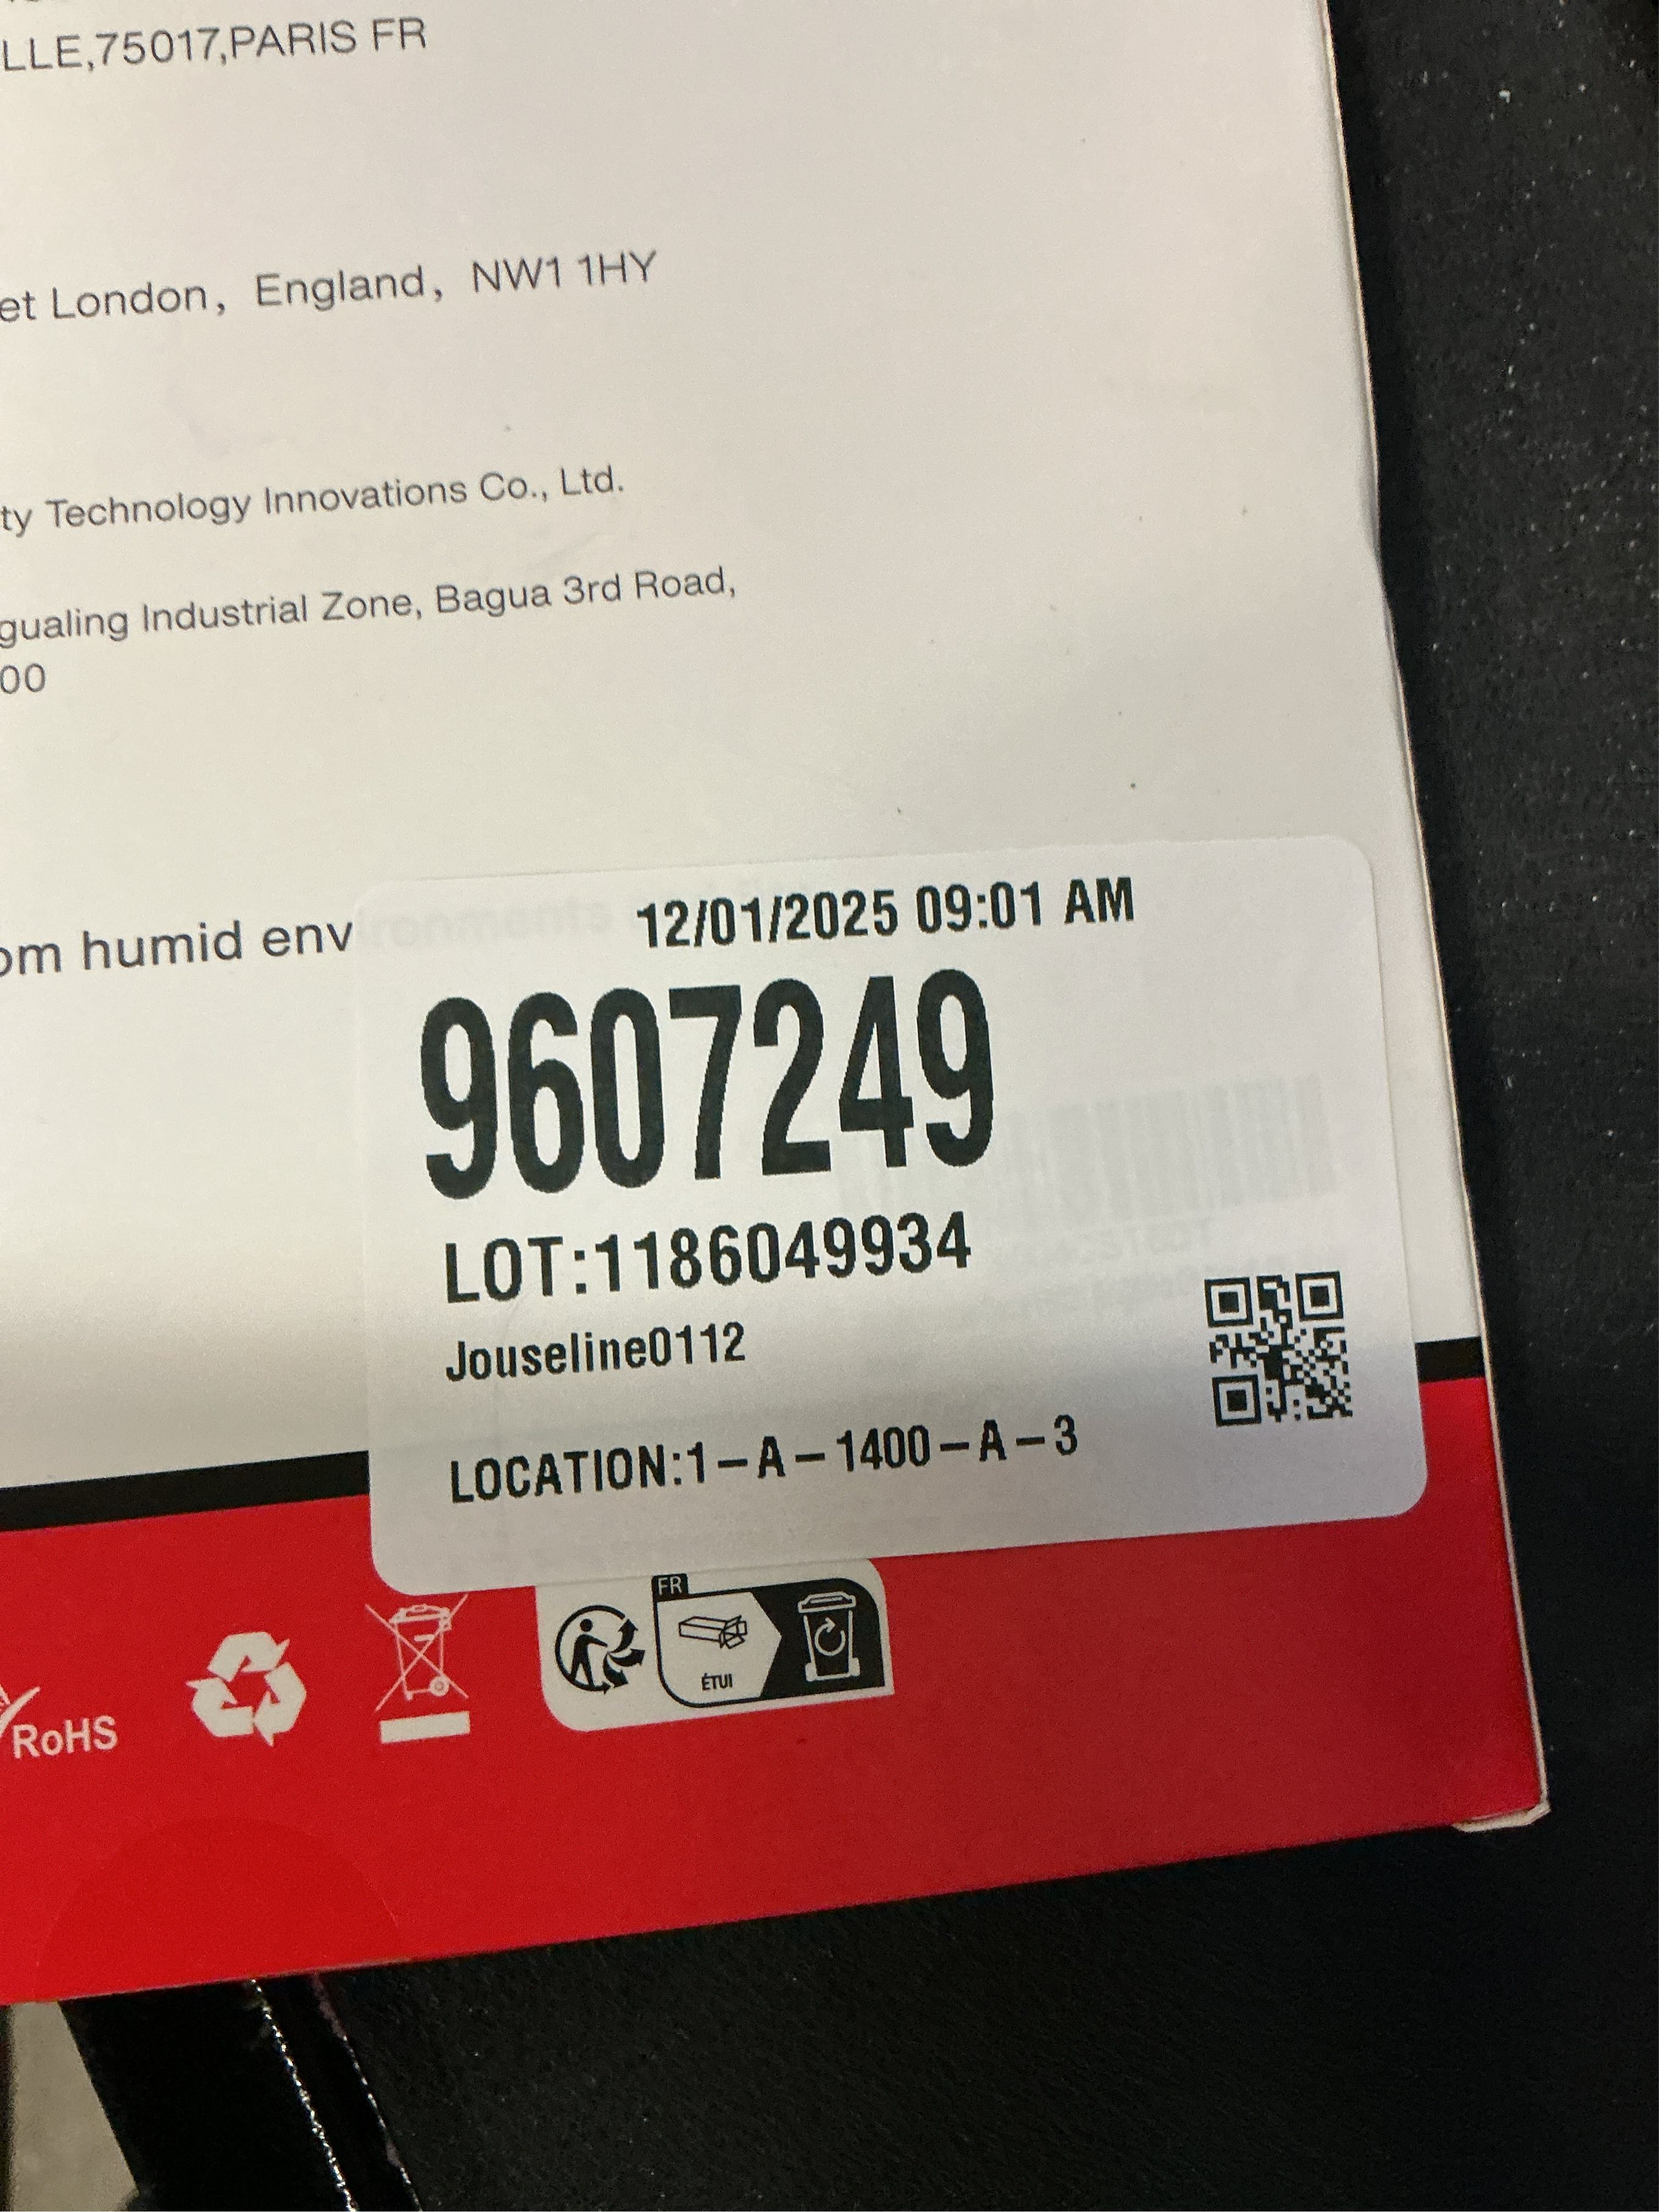 LLE,75017,PARIS FR
et London, England, NW1 1HY
ty Technology Innovations Co., Ltd.
gualing Industrial Zone, Bagua 3rd Road,
00
om humid environments
12/01/2025 09:01 AM
9607249
LOT:1186049934
Jouseline0112
LOCATION:1-A-1400-A-3
RoHS
FR
ÉTUI